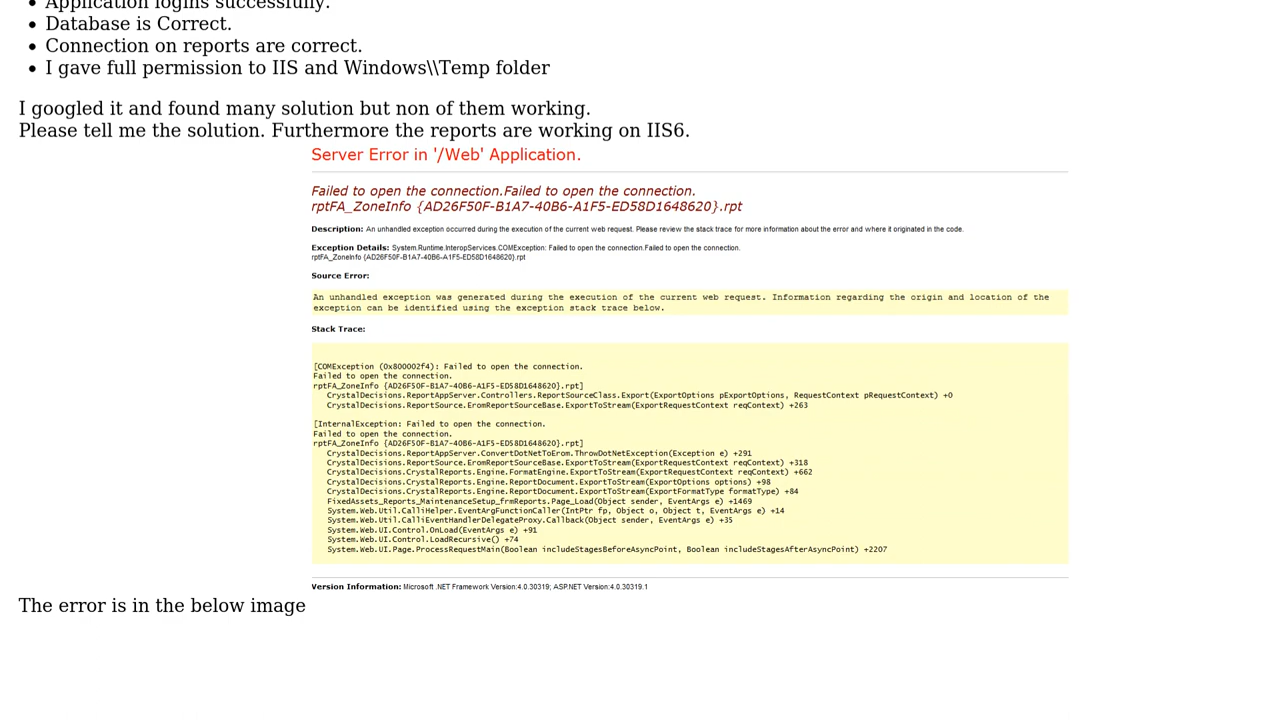 Application logins successfully.
Database is Correct.
Connection on reports are correct.
I gave full permission to IIS and Windows\\Temp folder
I googled it and found many solution but non of them working.
Please tell me the solution. Furthermore the reports are working on IIS6.
Server Error in '/Web' Application.
Failed to open the connection.Failed to open the connection.
rptFA_ZoneInfo {AD26F50F-B1A7-40B6-A1F5-ED58D1648620}.rpt
Description: An unhandled exception occurred during the execution of the current web request. Please review the stack trace for more information about the error and where it originated in the code.
Exception Details: System.Runtime.InteropServices.COMException: Failed to open the connection.Failed to open the connection.
rptFA_ZoneInfo {AD26F50F-B1A7-40B6-A1F5-ED58D1648620}.rpt
Source Error:
An unhandled exception was generated during the execution of the current web request. Information regarding the origin and location of the
exception can be identified using the exception stack trace below.
Stack Trace:
[COMException (0x800002f4): Failed to open the connection.
Failed to open the connection.
rptFA_ZoneInfo {AD26F50F-B1A7-40B6-A1F5-ED58D1648620}.rpt]
CrystalDecisions.ReportAppServer.Controllers.ReportSourceClass.Export(ExportOptions pExportOptions, RequestContext pRequestContext) +0
CrystalDecisions.ReportSource.EromReportSourceBase.ExportToStream(ExportRequestContext reqContext) +263
[InternalException: Failed to open the connection.
Failed to open the connection.
rptFA_ZoneInfo {AD26F50F-B1A7-40B6-A1F5-ED58D1648620}.rpt]
CrystalDecisions.ReportAppServer.ConvertDotNetToErom.ThrowDotNetException(Exception e) +291
CrystalDecisions.ReportSource.EromReportSourceBase.ExportToStream(ExportRequestContext reqContext) +318
CrystalDecisions.CrystalReports.Engine.FormatEngine.ExportToStream(ExportRequestContext reqContext) +662
CrystalDecisions.CrystalReports.Engine.ReportDocument.ExportToStream(ExportOptions options) +98
CrystalDecisions.CrystalReports.Engine.ReportDocument.ExportToStream(ExportFormatType formatType) +84
FixedAssets_Reports_MaintenanceSetup_frmReports.Page_Load(Object sender, EventArgs e) +1469
System.Web.Util.CalliHelper.EventArgFunctionCaller(IntPtr fp, Object o, Object t, EventArgs e) +14
System.Web.Util.CalliEventHandlerDelegateProxy.Callback(Object sender, EventArgs e) +35
System.Web.UI.Control.OnLoad(EventArgs e) +91
System.Web.UI.Control.LoadRecursive() +74
System.Web.UI.Page.ProcessRequestMain(Boolean includeStagesBeforeAsyncPoint, Boolean includeStagesAfterAsyncPoint) +2207
Version Information: Microsoft .NET Framework Version:4.0.30319; ASP.NET Version:4.0.30319.1
The error is in the below image